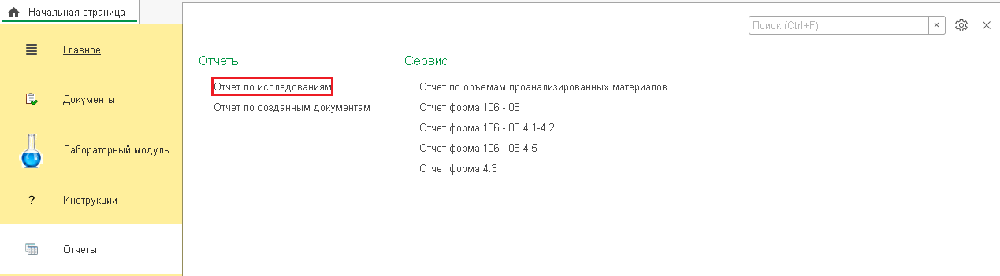 Начальная страница
Поиск (Ctrl+F)
×
Главное
Документы
Лабораторный модуль
?
Инструкции
Отчеты
Отчеты
Отчет по исследованиям
Отчет по созданным документам
Сервис
Отчет по объемам проанализированных материалов
Отчет форма 106 - 08
Отчет форма 106 - 08 4.1-4.2
Отчет форма 106 - 08 4.5
Отчет форма 4.3